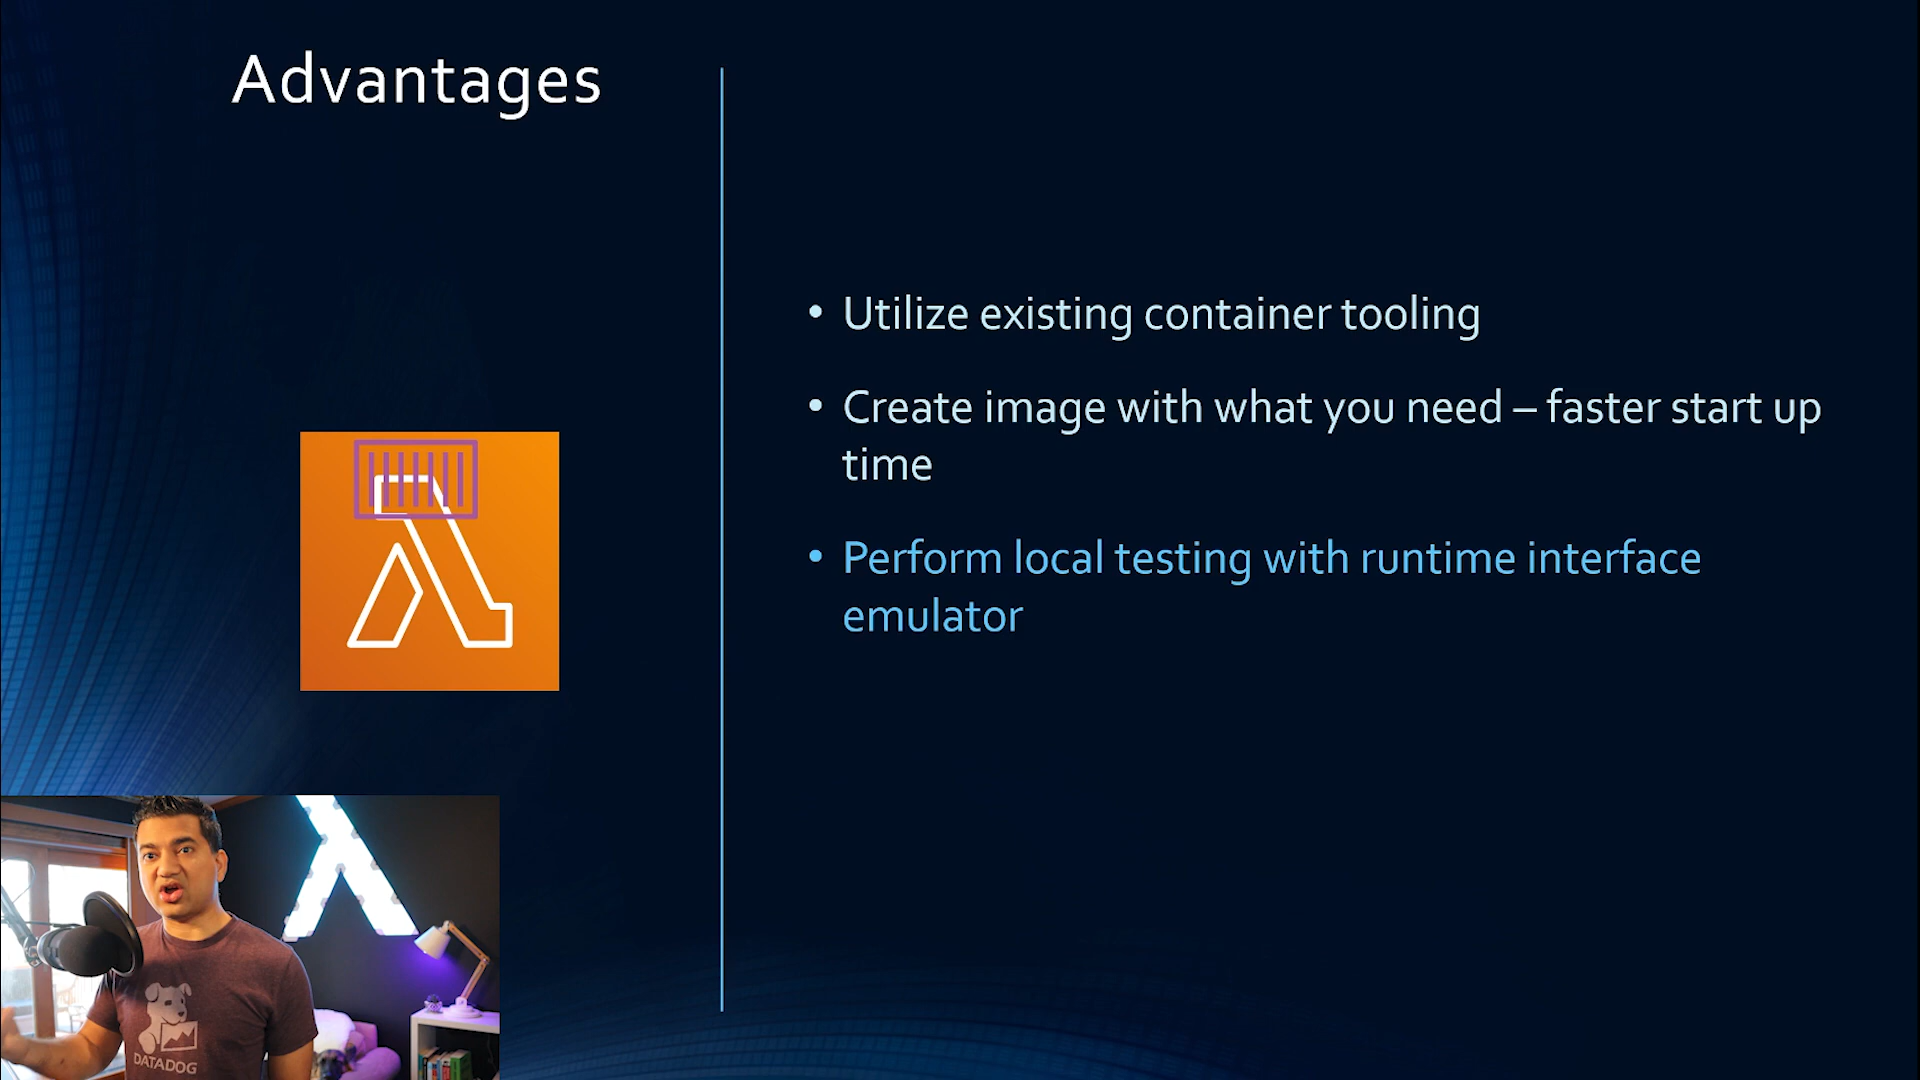 Advantages
• Utilize existing container tooling
• Create image with what you need – faster start up
time
• Perform local testing with runtime interface
emulator
DATADOG